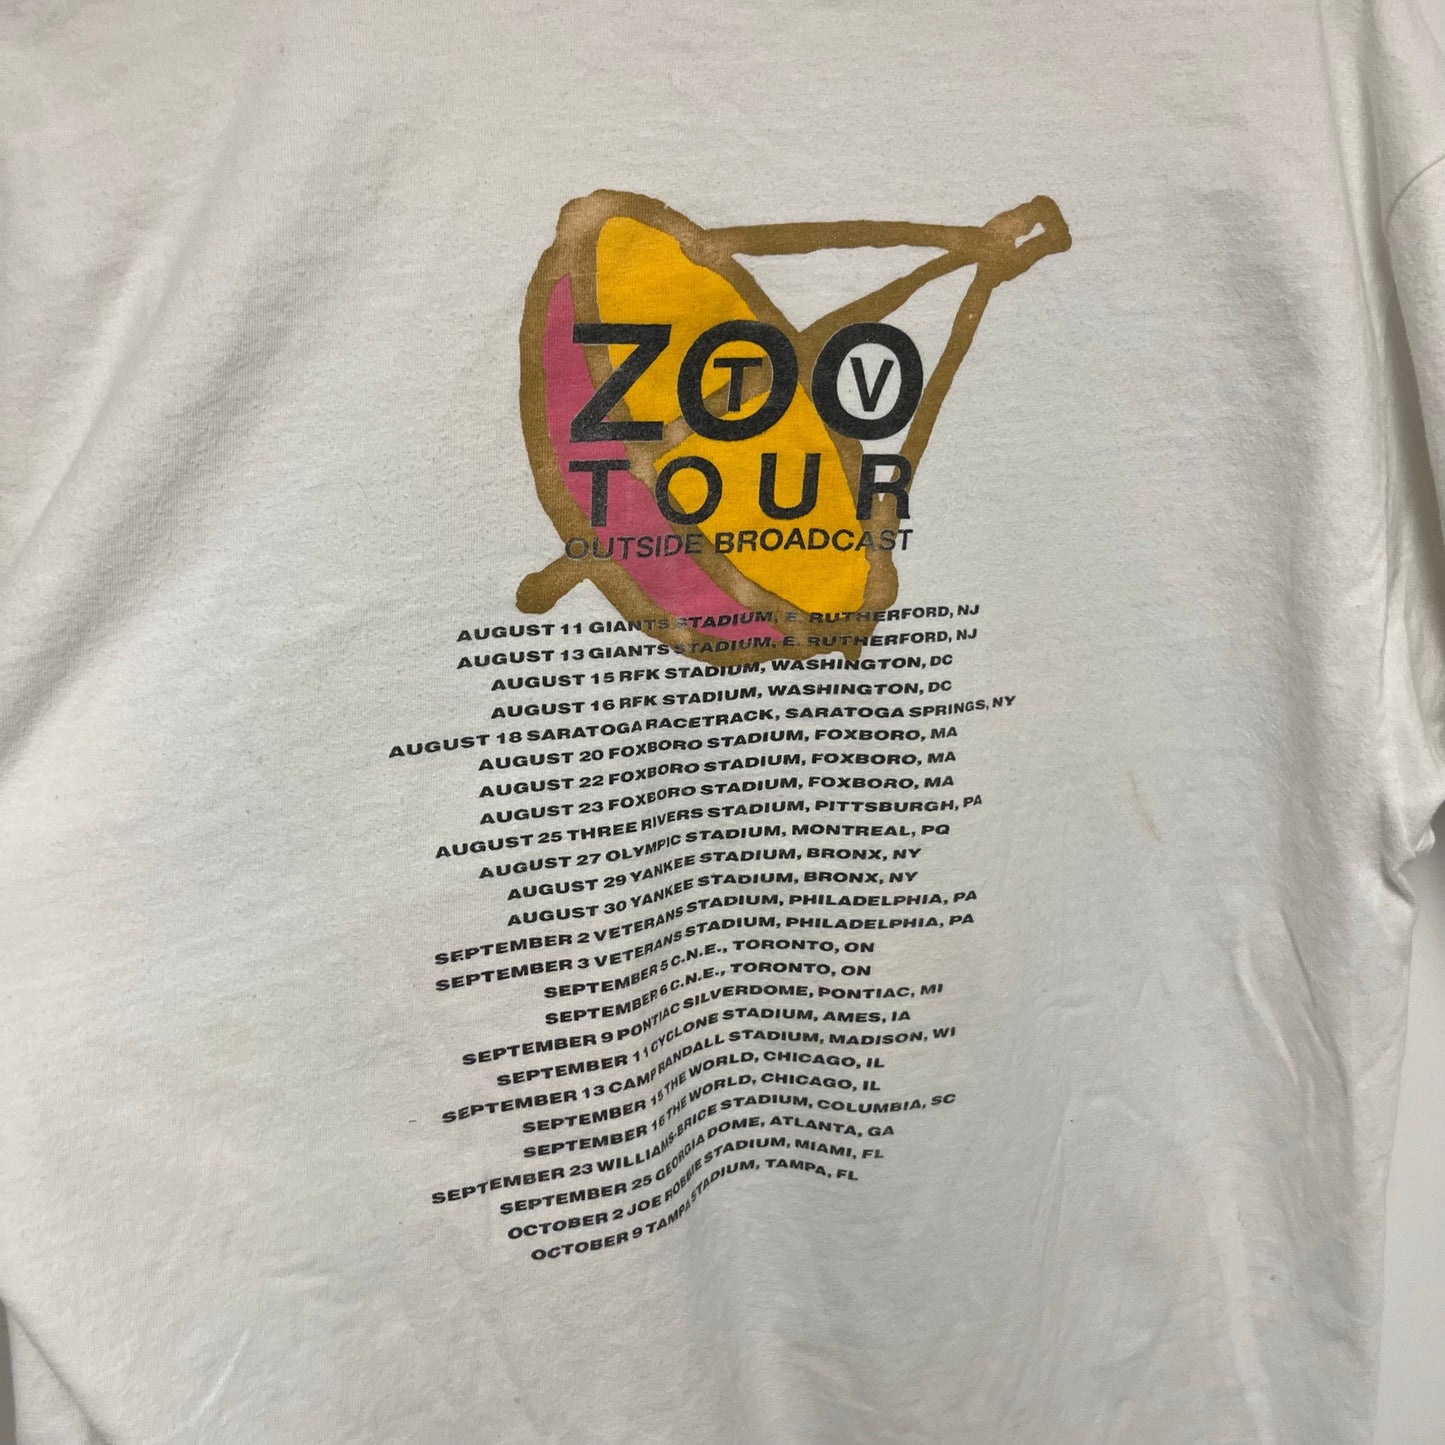 ZOO
TV
TOUR
OUTSIDE BROADCAST
AUGUST 11 GIANTS STADIUM, E. RUTHERFORD, NJ
AUGUST 13 GIANTS STADIUM, E. RUTHERFORD, NJ
AUGUST 15 RFK STADIUM, WASHINGTON, DC
AUGUST 16 RFK STADIUM, WASHINGTON, DC
AUGUST 18 SARATOGA RACETRACK, SARATOGA SPRINGS, NY
AUGUST 20 FOXBORO STADIUM, FOXBORO, MA
AUGUST 22 FOXBORO STADIUM, FOXBORO, MA
AUGUST 23 FOXBORO STADIUM, FOXBORO, MA
AUGUST 25 THREE RIVERS STADIUM, PITTSBURGH, PA
AUGUST 27 OLYMPIC STADIUM, MONTREAL, PQ
AUGUST 29 YANKEE STADIUM, BRONX, NY
AUGUST 30 YANKEE STADIUM, BRONX, NY
SEPTEMBER 2 VETERANS STADIUM, PHILADELPHIA, PA
SEPTEMBER 3 VETERANS STADIUM, PHILADELPHIA, PA
SEPTEMBER 5 C.N.E., TORONTO, ON
SEPTEMBER 6 C.N.E., TORONTO, ON
SEPTEMBER 9 PONTIAC SILVERDOME, PONTIAC, MI
SEPTEMBER 11 CYCLONE STADIUM, AMES, IA
SEPTEMBER 13 CAMP RANDALL STADIUM, MADISON, WI
SEPTEMBER 15 THE WORLD, CHICAGO, IL
SEPTEMBER 16 THE WORLD, CHICAGO, IL
SEPTEMBER 23 WILLIAMS-BRICE STADIUM, COLUMBIA, SC
SEPTEMBER 25 GEORGIA DOME, ATLANTA, GA
OCTOBER 2 JOE ROBBIE STADIUM, MIAMI, FL
OCTOBER 9 TAMPA STADIUM, TAMPA, FL